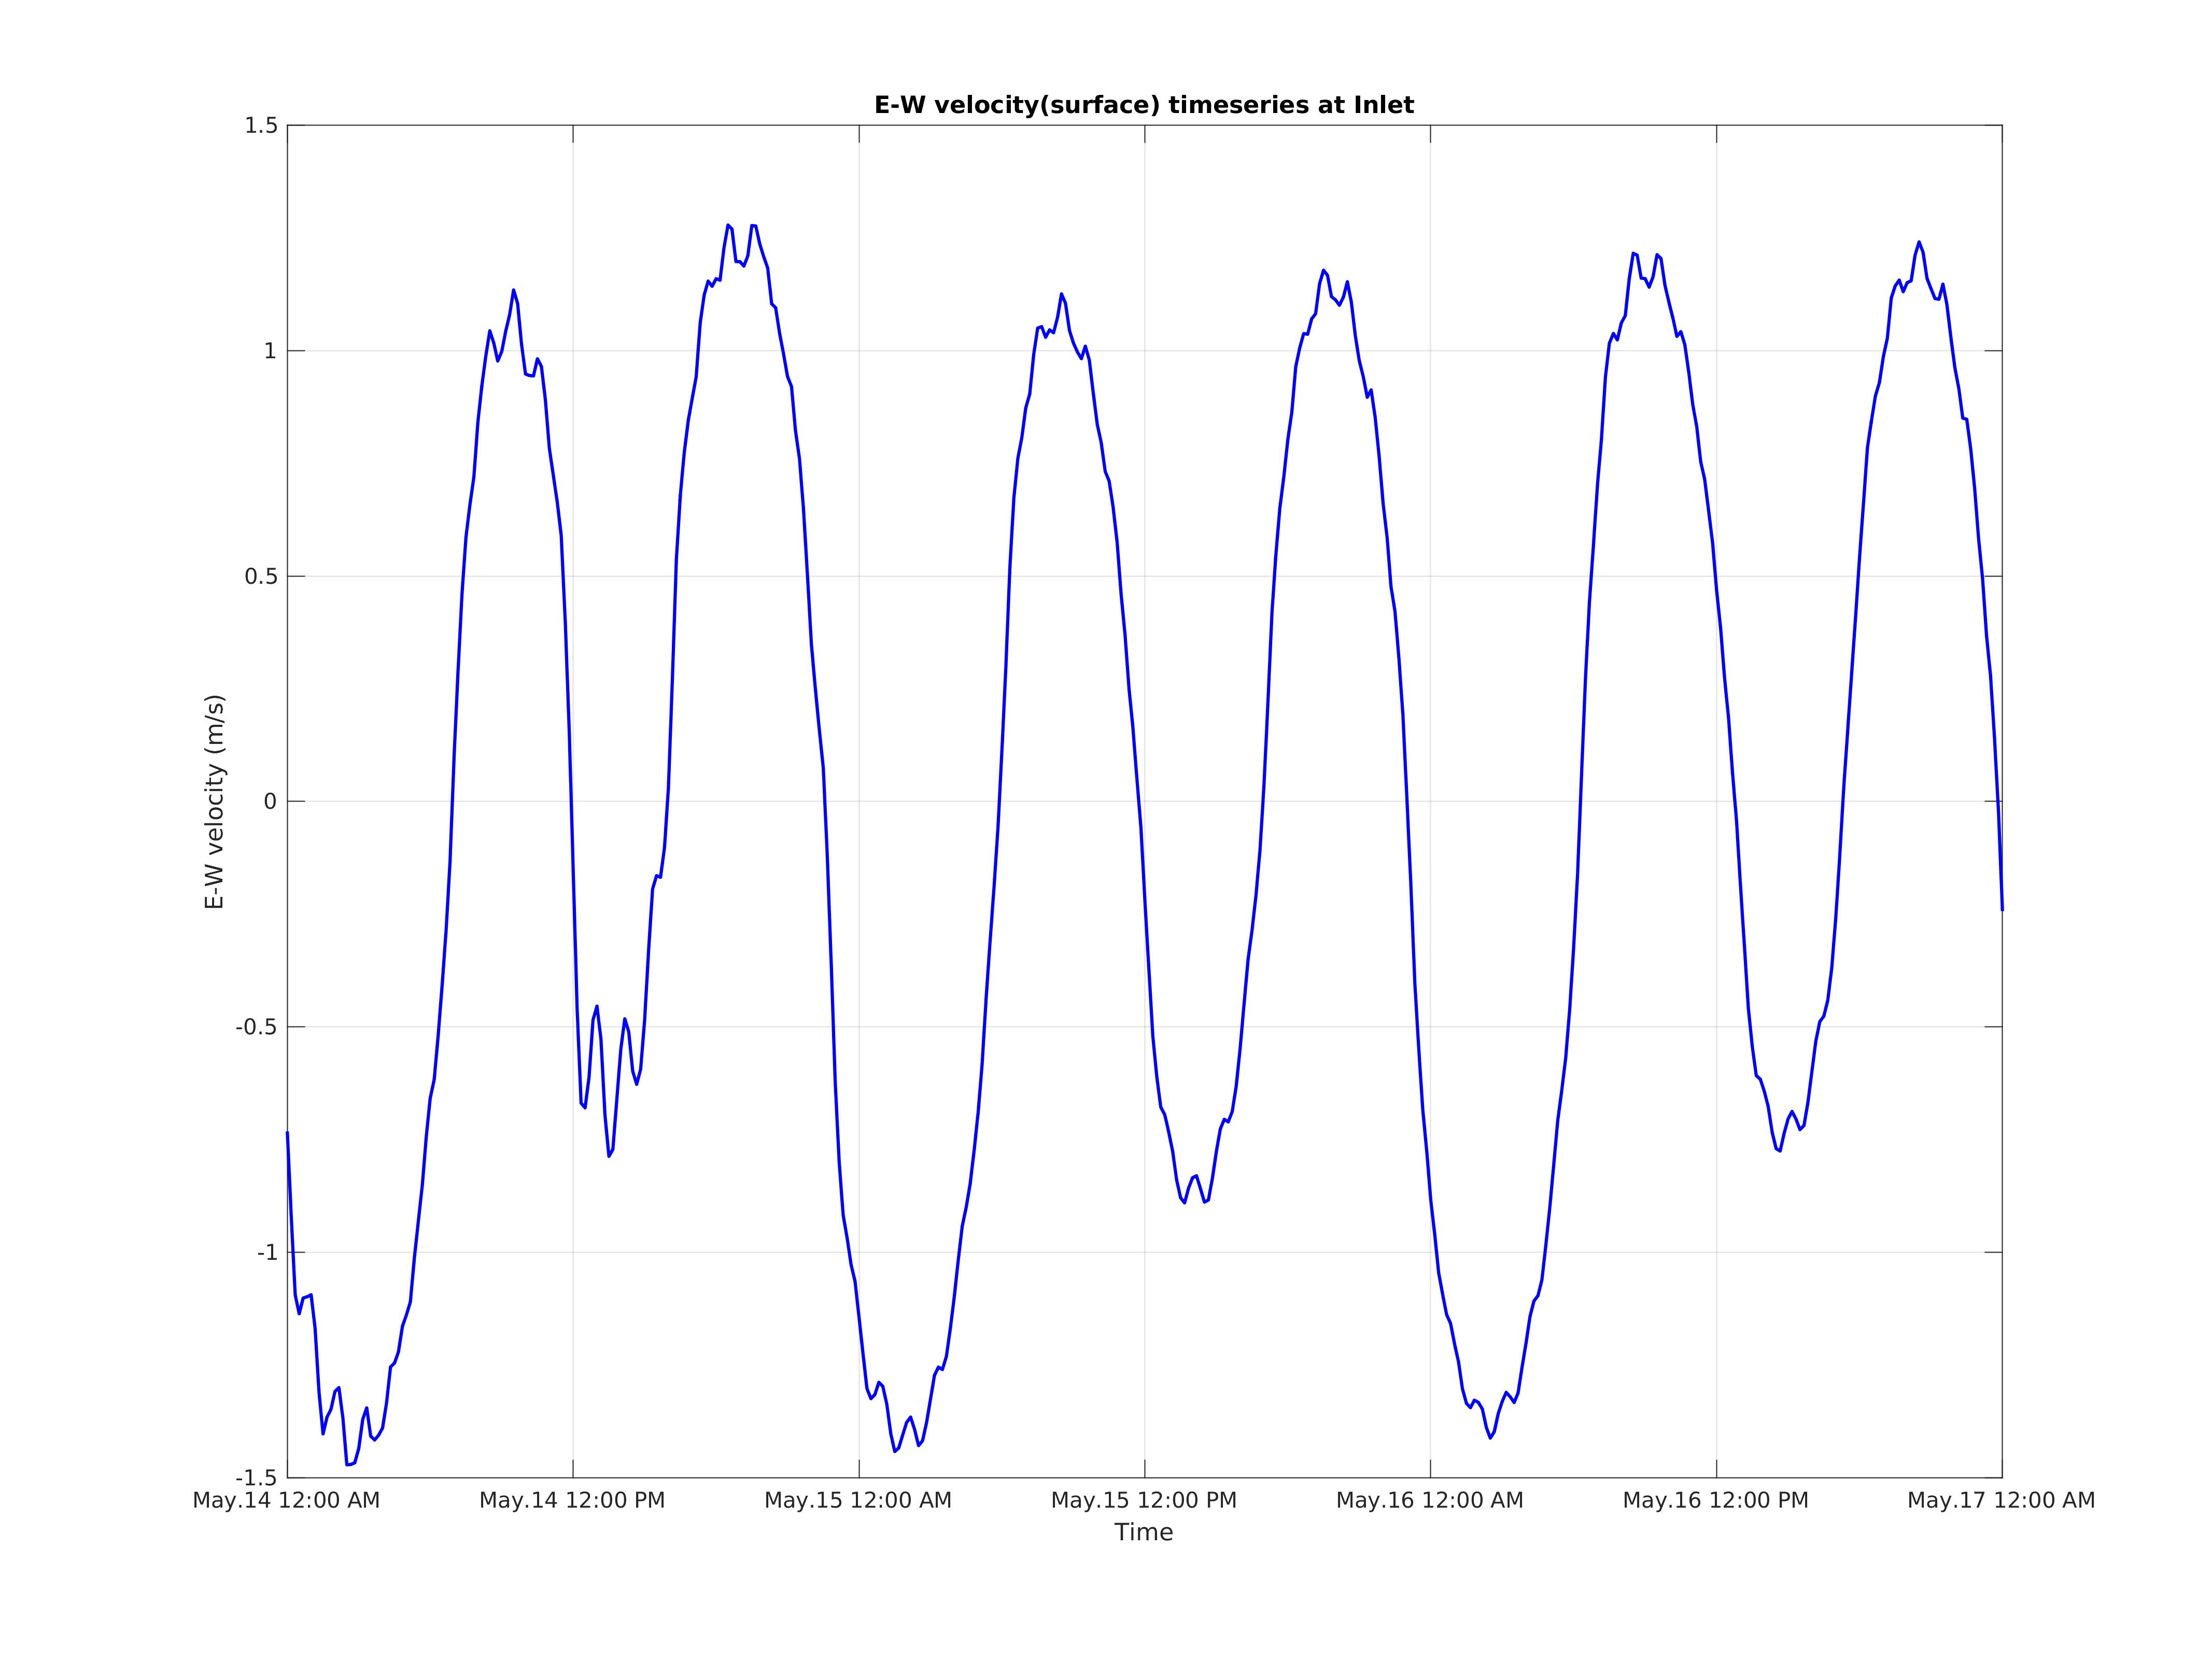 E-W velocity(surface) timeseries at Inlet
E-W velocity (m/s)
1.5
1
0.5
0
-0.5
-1
-1.5
May.14 12:00 AM
May.14 12:00 PM
May.15 12:00 AM
May.15 12:00 PM
May.16 12:00 AM
May.16 12:00 PM
May.17 12:00 AM
Time